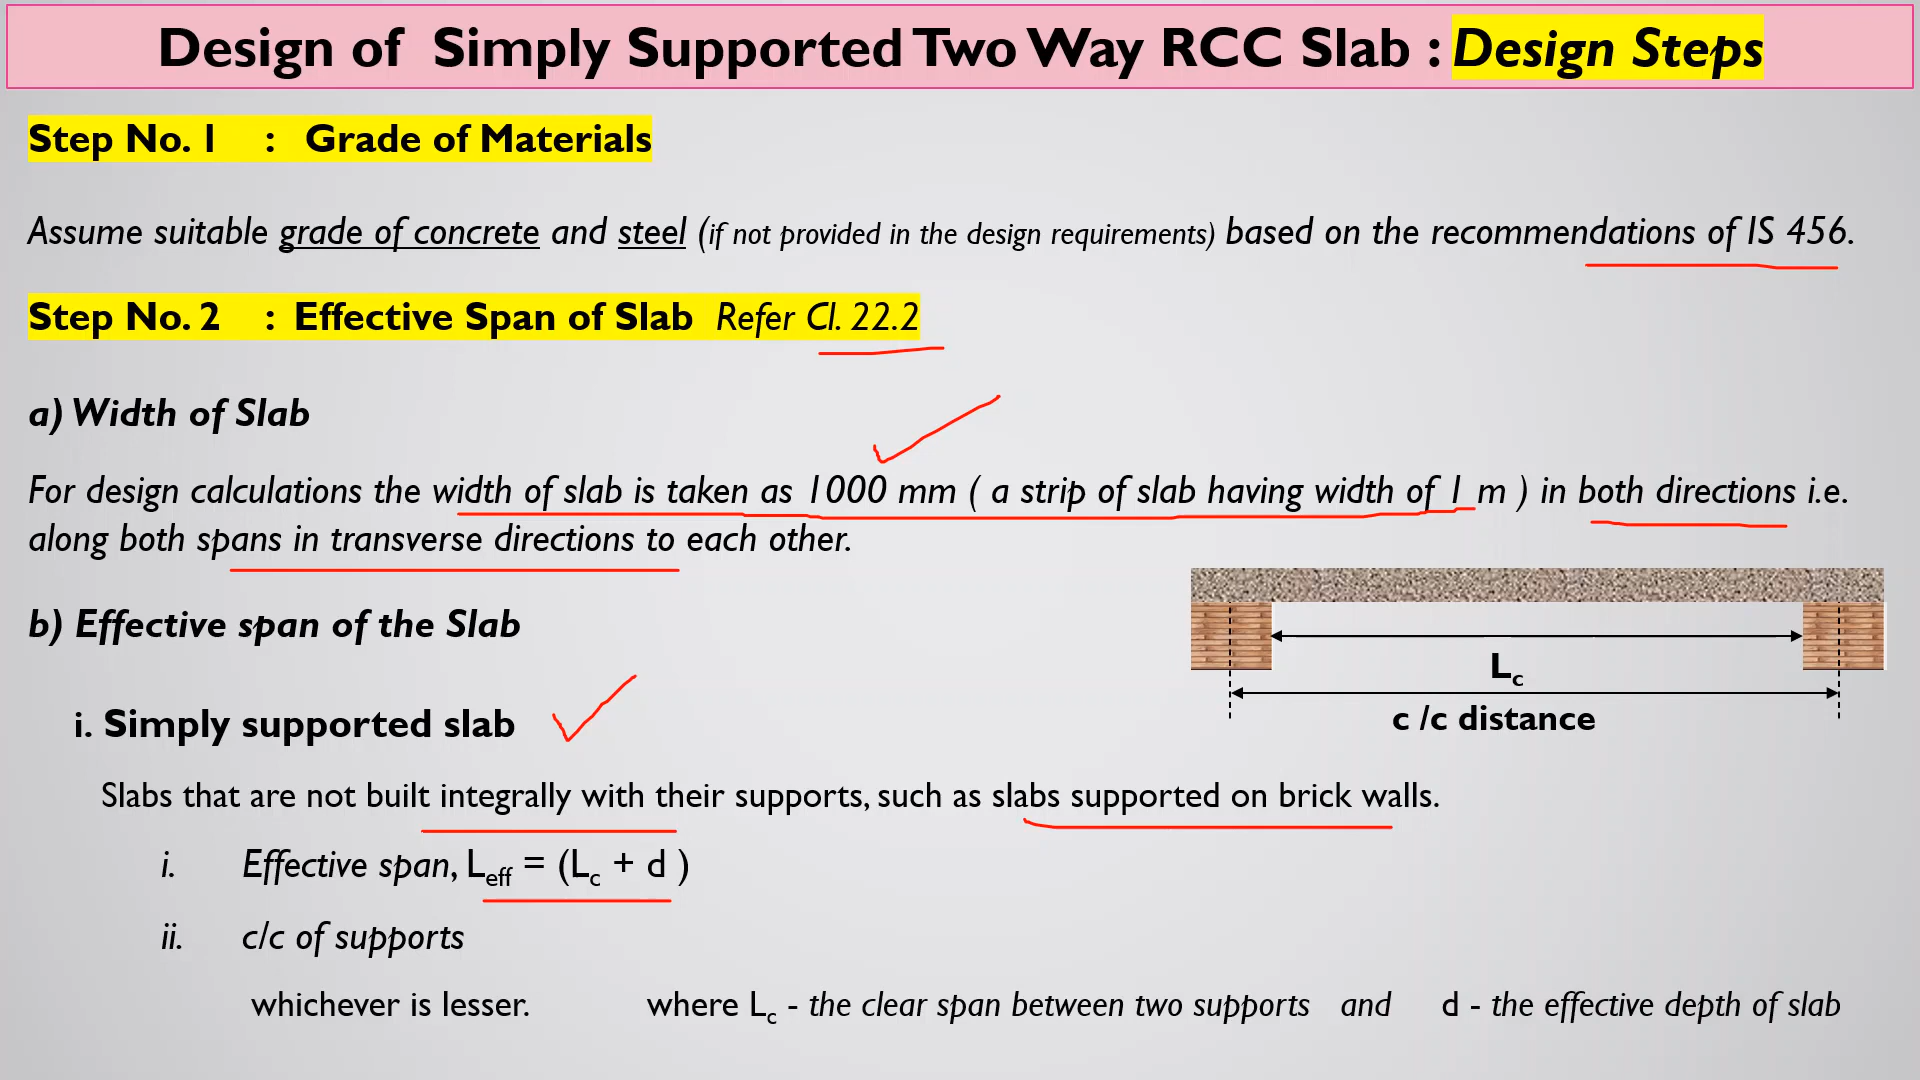 Design of Simply Supported Two Way RCC Slab : Design Steps
Step No. 1 : Grade of Materials
Assume suitable grade of concrete and steel (if not provided in the design requirements) based on the recommendations of IS 456.
Step No. 2 : Effective Span of Slab Refer Cl. 22.2
a) Width of Slab
For design calculations the width of slab is taken as 1000 mm ( a strip of slab having width of 1 m ) in both directions i.e.
along both spans in transverse directions to each other.
b) Effective span of the Slab
Lc
c /c distance
i. Simply supported slab
Slabs that are not built integrally with their supports, such as slabs supported on brick walls.
i. Effective span, Leff = (Lc + d )
ii. c/c of supports
whichever is lesser. where Lc - the clear span between two supports and d - the effective depth of slab